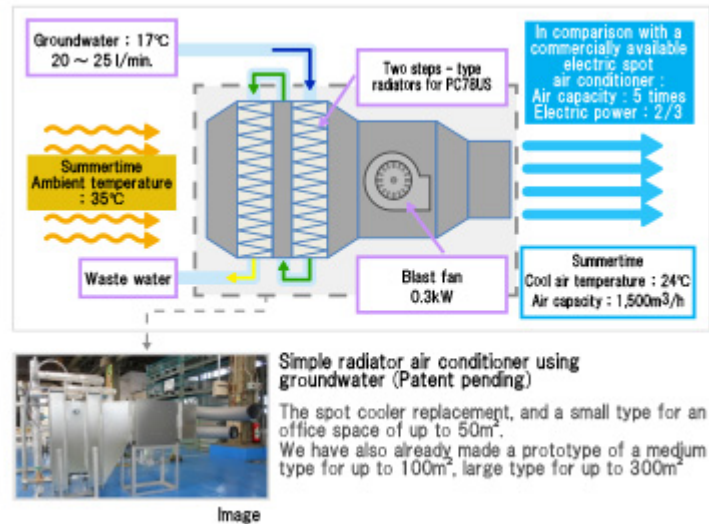 Groundwater : 17℃
20 ～ 25 l/min.
Two steps - type
radiators for PC78US
In comparison with a
commercially available
electric spot
air conditioner :
Air capacity : 5 times
Electric power : 2/3
Summertime
Ambient temperature
: 35℃
Waste water
Blast fan
0.3kW
Summertime
Cool air temperature : 24℃
Air capacity : 1,500m3/h
Simple radiator air conditioner using
groundwater (Patent pending)
The spot cooler replacement, and a small type for an
office space of up to 50m².
We have also already made a prototype of a medium
type for up to 100m², large type for up to 300m²
Image